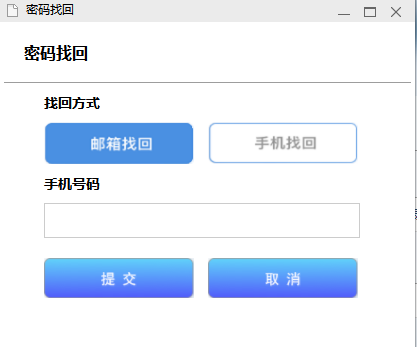 密码找回
密码找回
找回方式
邮箱找回 手机找回
手机号码
提 交 取 消